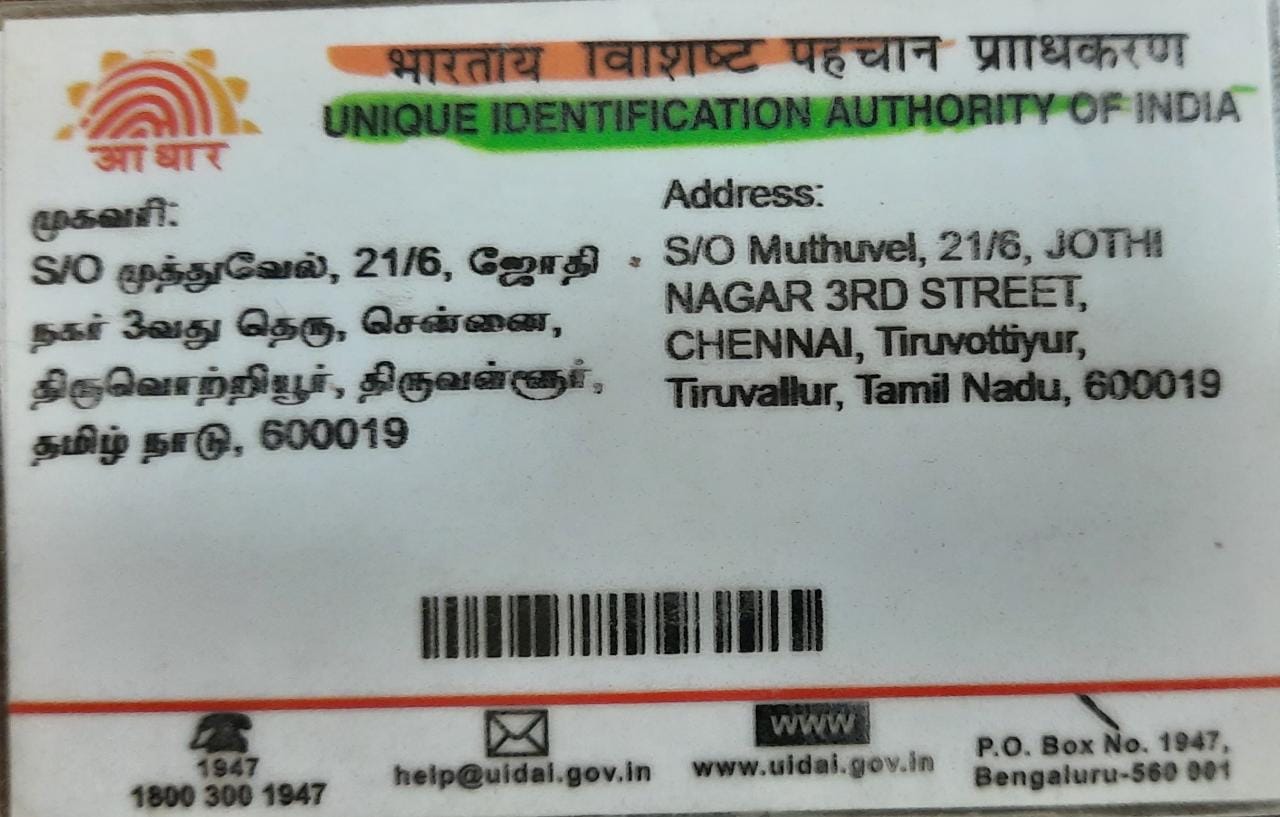 भारतीय विशिष्ट पहचान प्राधिकरण
UNIQUE IDENTIFICATION AUTHORITY OF INDIA
आधार
முகவரி:
S/O முத்துவேல், 21/6, ஜோதி
நகர் 3வது தெரு, சென்னை,
திருவொற்றியூர், திருவள்ளூர்,
தமிழ் நாடு, 600019
Address:
S/O Muthuvel, 21/6, JOTHI
NAGAR 3RD STREET,
CHENNAI, Tiruvottiyur,
Tiruvallur, Tamil Nadu, 600019
1947
1800 300 1947
help@uidai.gov.in
WWW
www.uidai.gov.in
P.O. Box No. 1947,
Bengaluru-560 001